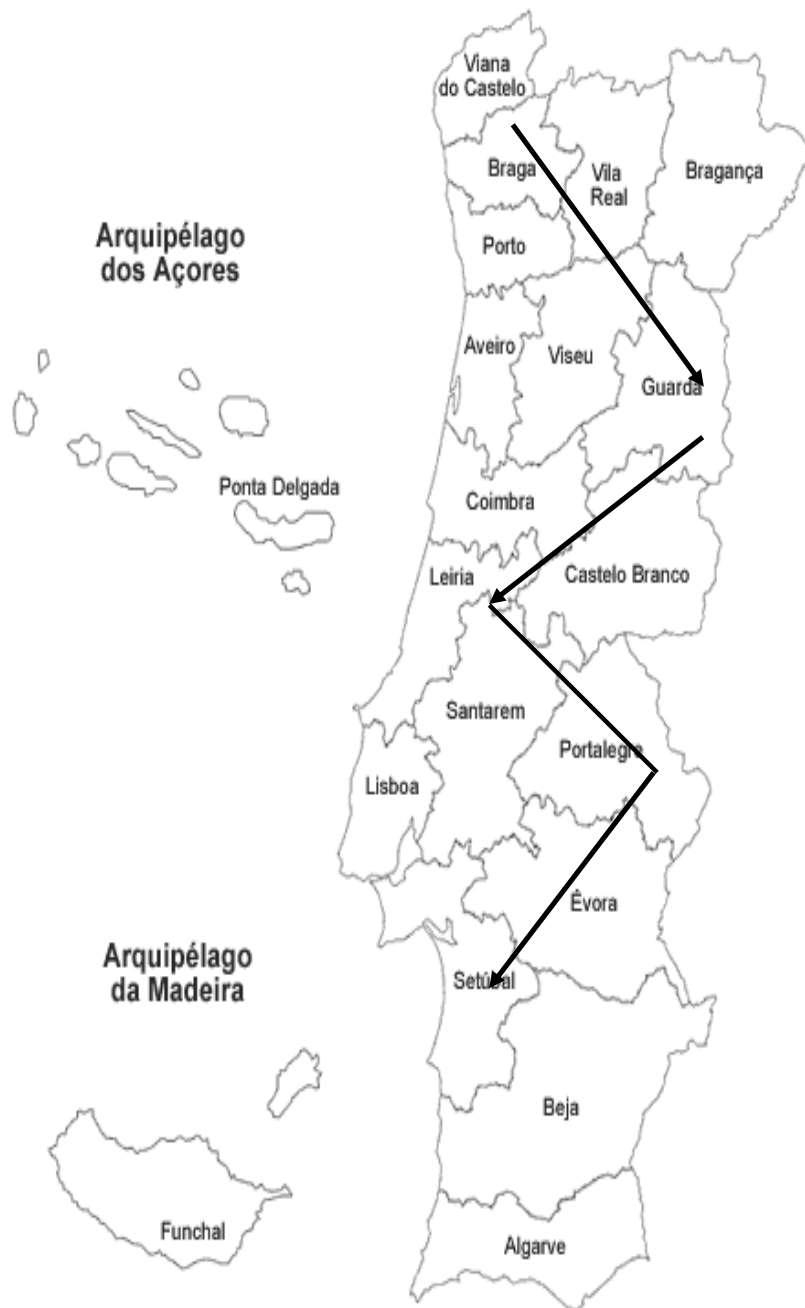 Viana
do Castelo
Braga
Vila
Real
Bragança
Porto
Arquipélago
dos Açores
Aveiro
Viseu
Guarda
Ponta Delgada
Coimbra
Leiria
Castelo Branco
Santarem
Portalegre
Lisboa
Évora
Arquipélago
da Madeira
Setúbal
Beja
Funchal
Algarve